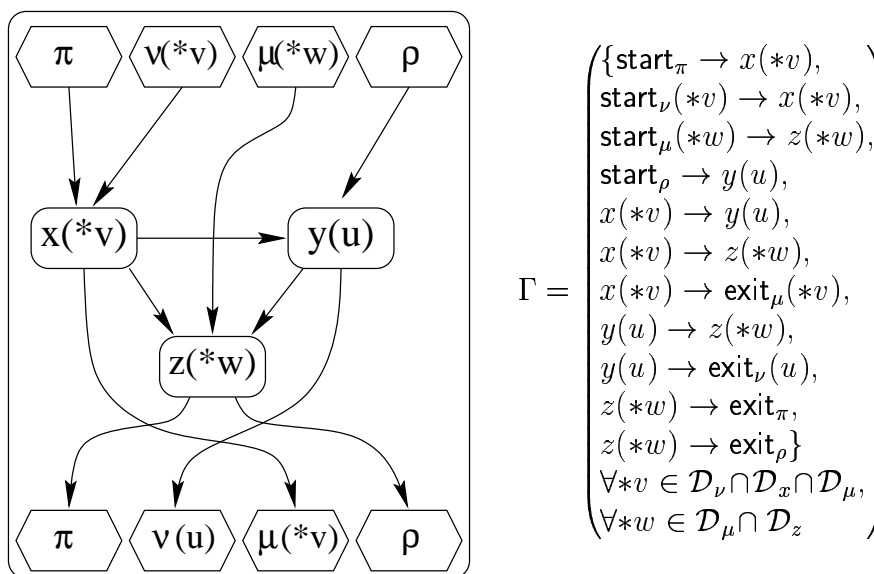 π ν(*v) μ(*w) ρ
x(*v) y(u)
z(*w)
π ν(u) μ(*v) ρ
Γ =
{start_π → x(*v),
start_ν(*v) → x(*v),
start_μ(*w) → z(*w),
start_ρ → y(u),
x(*v) → y(u),
x(*v) → z(*w),
x(*v) → exit_μ(*v),
y(u) → z(*w),
y(u) → exit_ν(u),
z(*w) → exit_π,
z(*w) → exit_ρ}
∀*v ∈ 𝒟_ν∩𝒟_x∩𝒟_μ,
∀*w ∈ 𝒟_μ∩ 𝒟_z